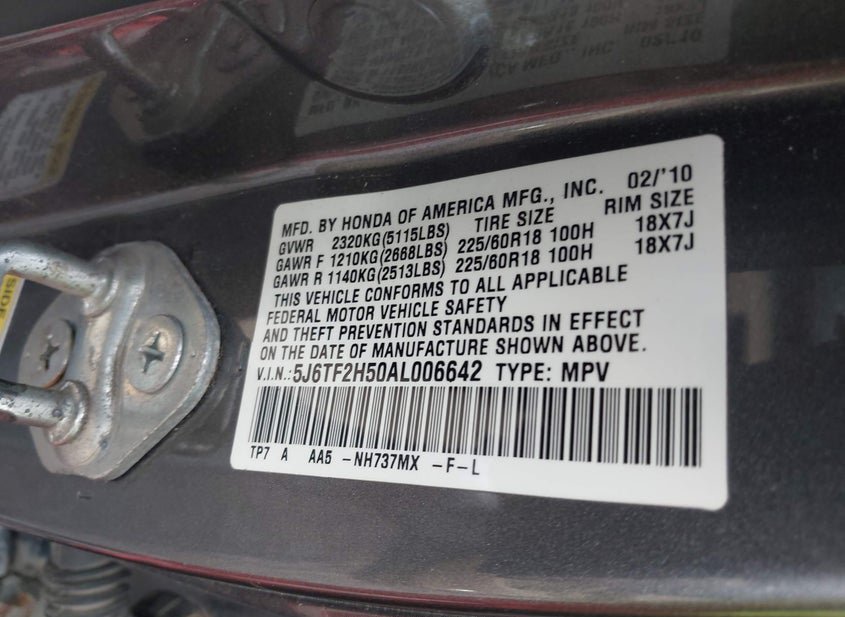 MFD. BY HONDA OF AMERICA MFG., INC. 02/'10
GVWR 2320KG(5115LBS) TIRE SIZE RIM SIZE
GAWR F 1210KG(2668LBS) 225/60R18 100H 18X7J
GAWR R 1140KG(2513LBS) 225/60R18 100H 18X7J
THIS VEHICLE CONFORMS TO ALL APPLICABLE
FEDERAL MOTOR VEHICLE SAFETY
AND THEFT PREVENTION STANDARDS IN EFFECT
ON THE DATE OF MANUFACTURE SHOWN ABOVE.
V.I.N.:5J6TF2H50AL006642 TYPE: MPV
TP7 A AA5 -NH737MX -F-L
SIDE